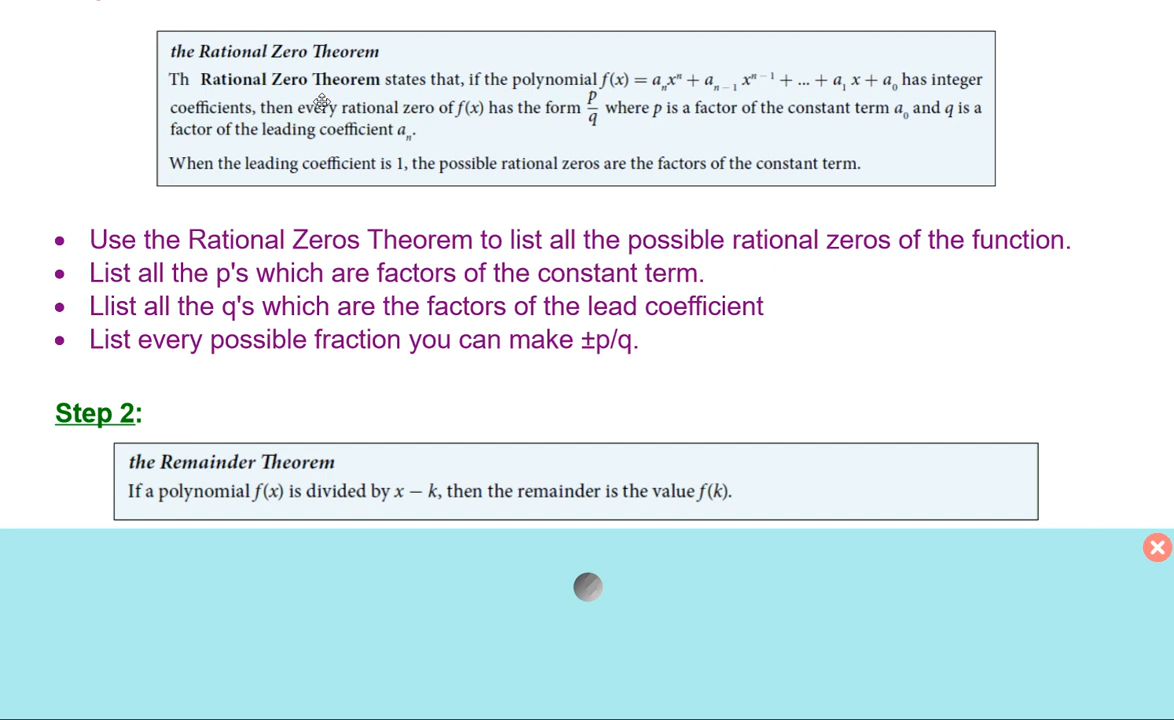 the Rational Zero Theorem
Th Rational Zero Theorem states that, if the polynomial f(x) = aₙxⁿ + aₙ₋₁ xⁿ⁻¹ + ... + a₁ x + a₀ has integer
coefficients, then every rational zero of f(x) has the form p/q where p is a factor of the constant term a₀ and q is a
factor of the leading coefficient aₙ.
When the leading coefficient is 1, the possible rational zeros are the factors of the constant term.
• Use the Rational Zeros Theorem to list all the possible rational zeros of the function.
• List all the p's which are factors of the constant term.
• Llist all the q's which are the factors of the lead coefficient
• List every possible fraction you can make ±p/q.
Step 2:
the Remainder Theorem
If a polynomial f(x) is divided by x − k, then the remainder is the value f(k).